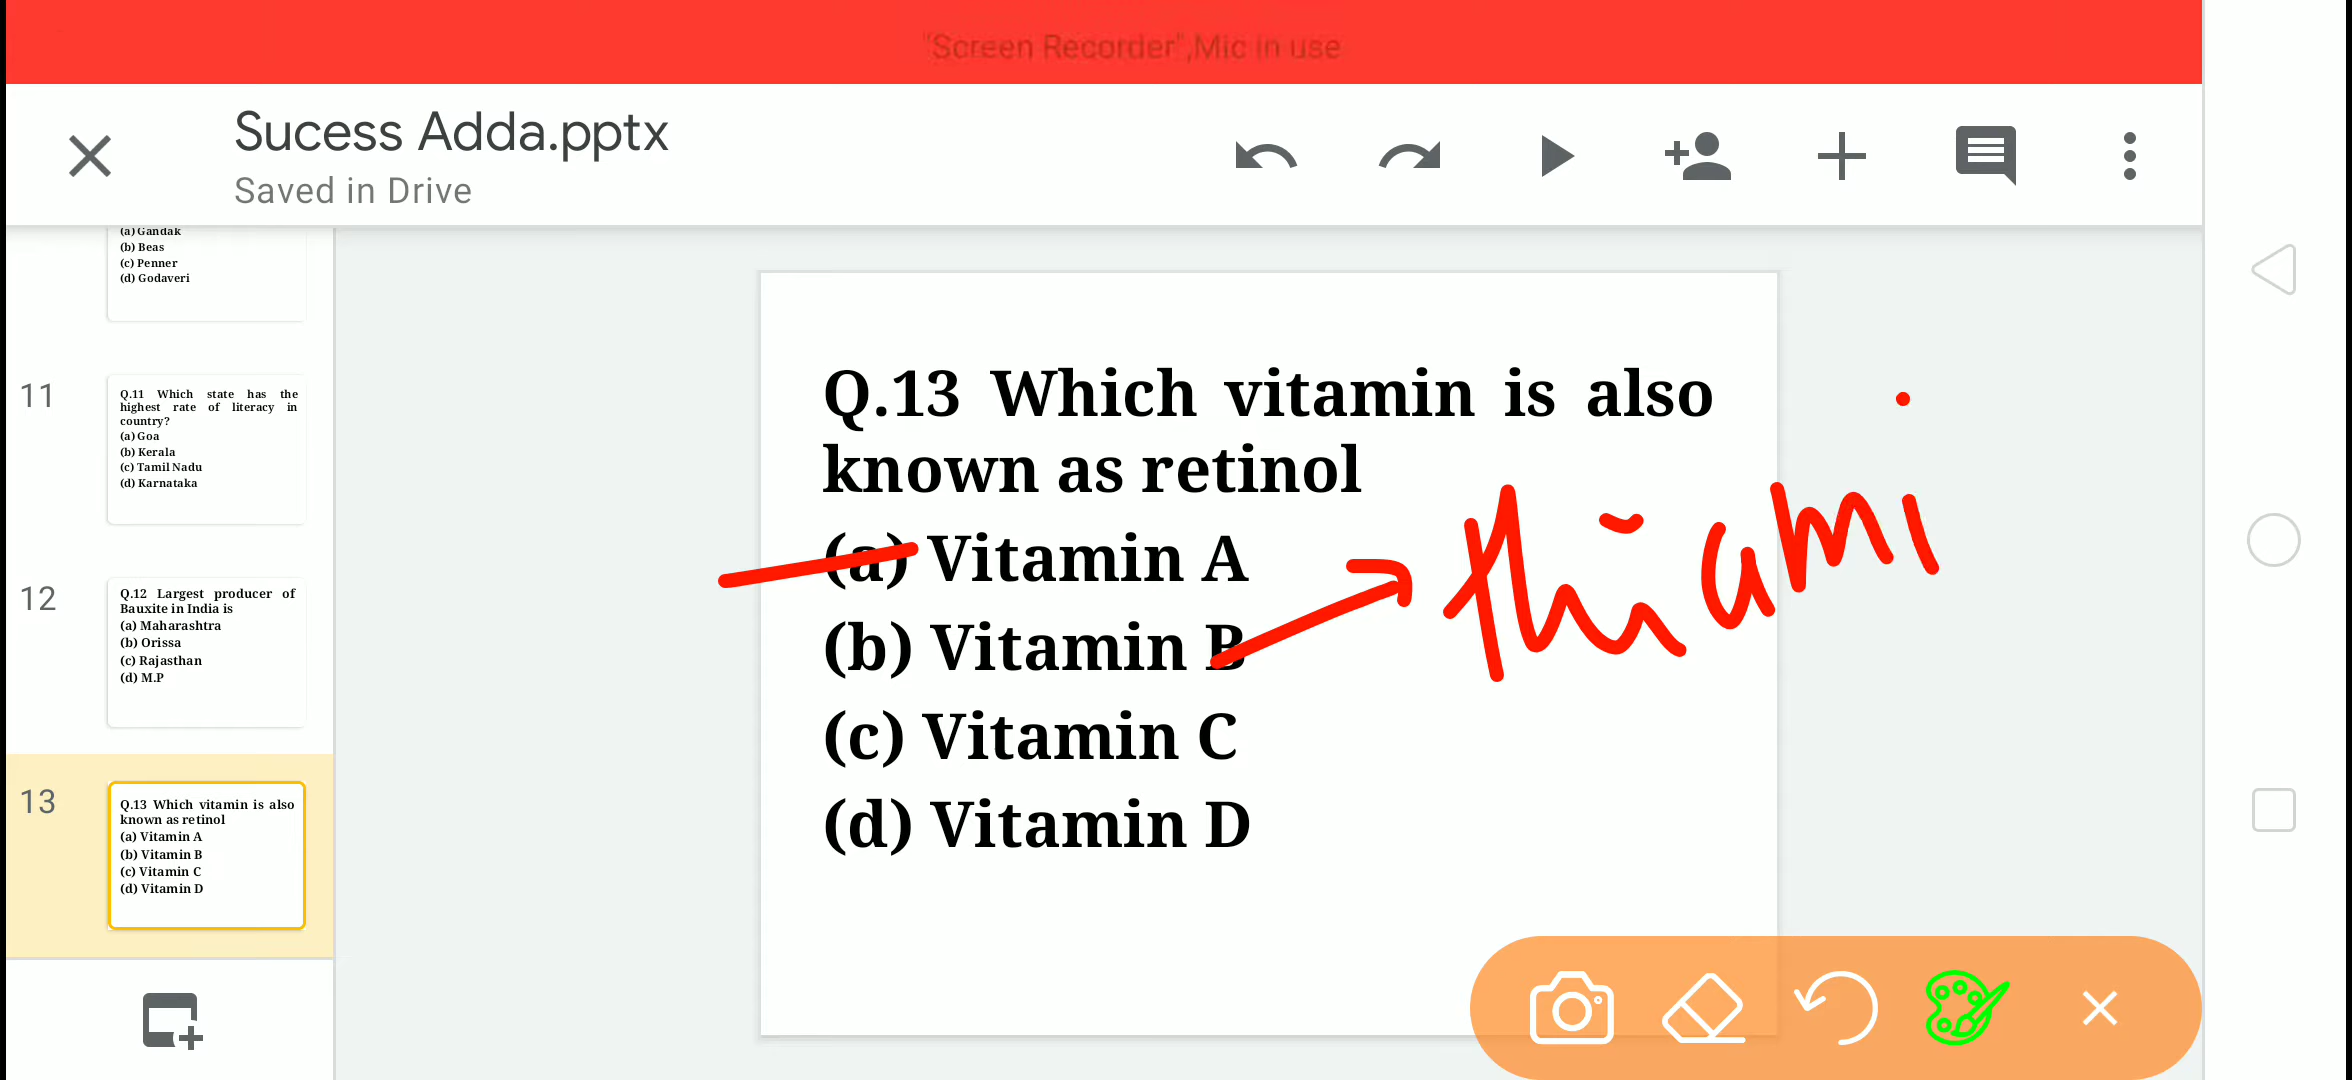 "Screen Recorder",Mic in use
Sucess Adda.pptx
Saved in Drive
(a) Gandak
(b) Beas
(c) Penner
(d) Godaveri
11
Q.11 Which state has the
highest rate of literacy in
country?
(a) Goa
(b) Kerala
(c) Tamil Nadu
(d) Karnataka
12
Q.12 Largest producer of
Bauxite in India is
(a) Maharashtra
(b) Orissa
(c) Rajasthan
(d) M.P
13
Q.13 Which vitamin is also
known as retinol
(a) Vitamin A
(b) Vitamin B
(c) Vitamin C
(d) Vitamin D
Q.13 Which vitamin is also
known as retinol
(a) Vitamin A
(b) Vitamin B
(c) Vitamin C
(d) Vitamin D
thiami